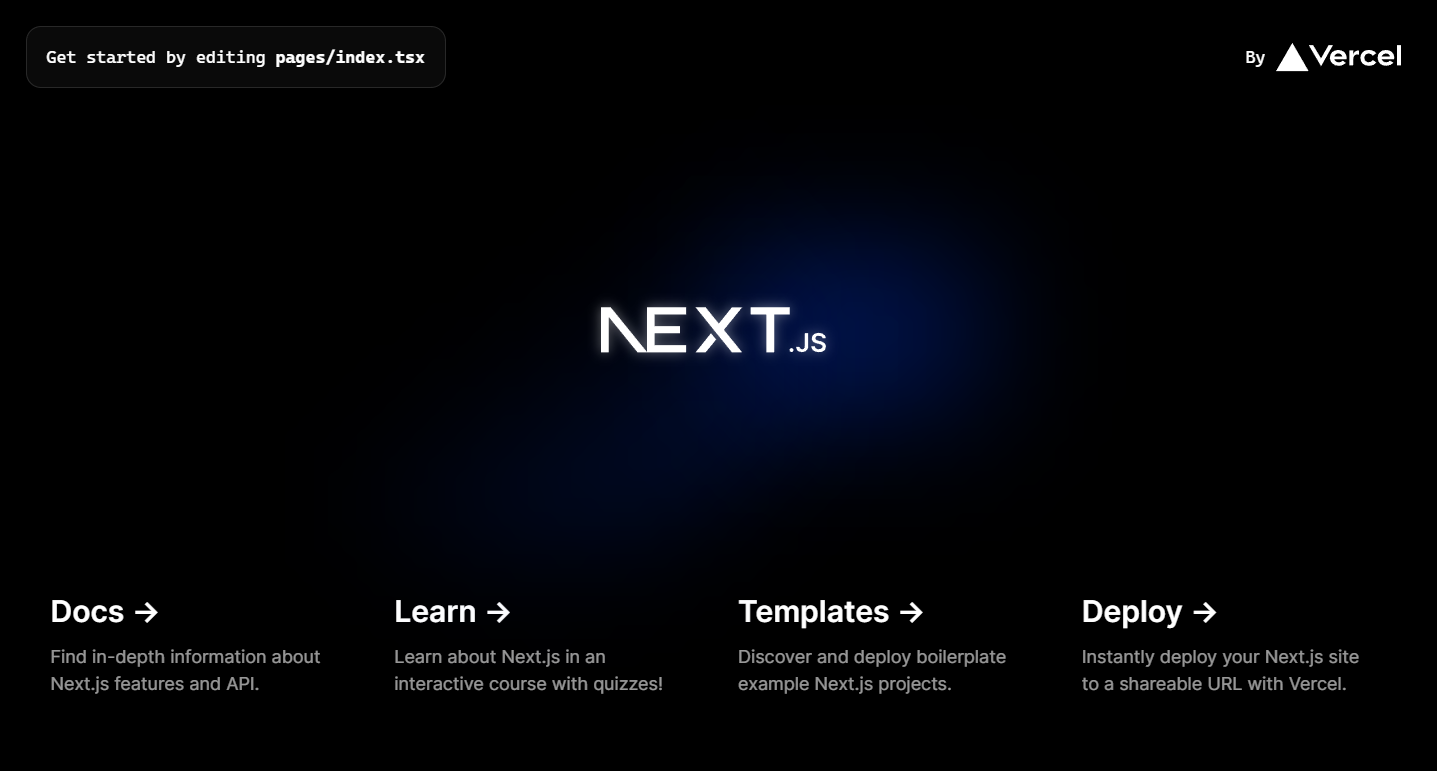 Get started by editing pages/index.tsx
By Vercel
NEXT.JS
Docs →
Find in-depth information about
Next.js features and API.
Learn →
Learn about Next.js in an
interactive course with quizzes!
Templates →
Discover and deploy boilerplate
example Next.js projects.
Deploy →
Instantly deploy your Next.js site
to a shareable URL with Vercel.